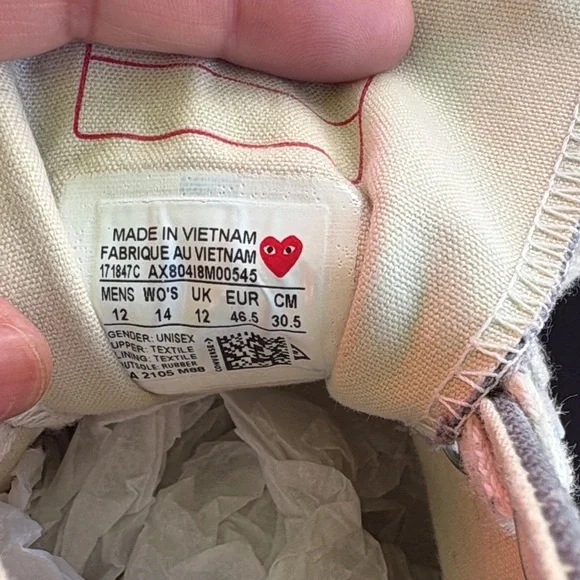 MADE IN VIETNAM
FABRIQUE AU VIETNAM
171847C AX80418M00545
MENS WO'S UK EUR CM
12 14 12 46.5 30.5
GENDER: UNISEX
UPPER: TEXTILE
LINING: TEXTILE
OUTSOLE: RUBBER
A 2105 M88
CONVERSE